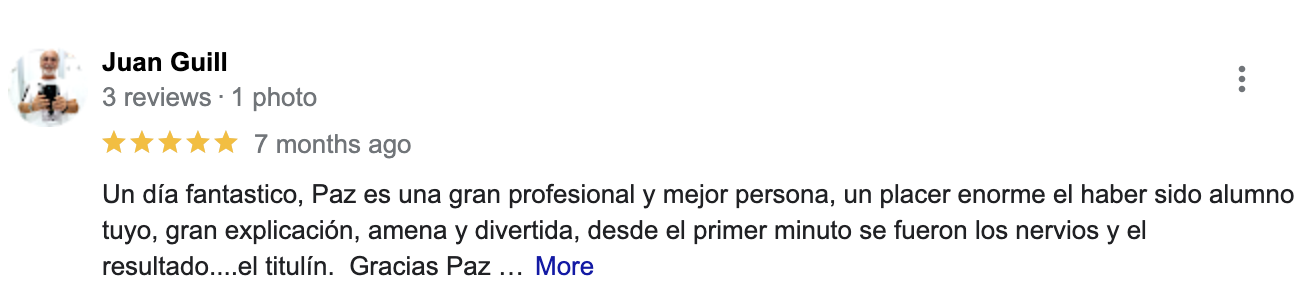 Juan Guill
3 reviews · 1 photo
7 months ago
Un día fantastico, Paz es una gran profesional y mejor persona, un placer enorme el haber sido alumno
tuyo, gran explicación, amena y divertida, desde el primer minuto se fueron los nervios y el
resultado....el titulín.  Gracias Paz … More